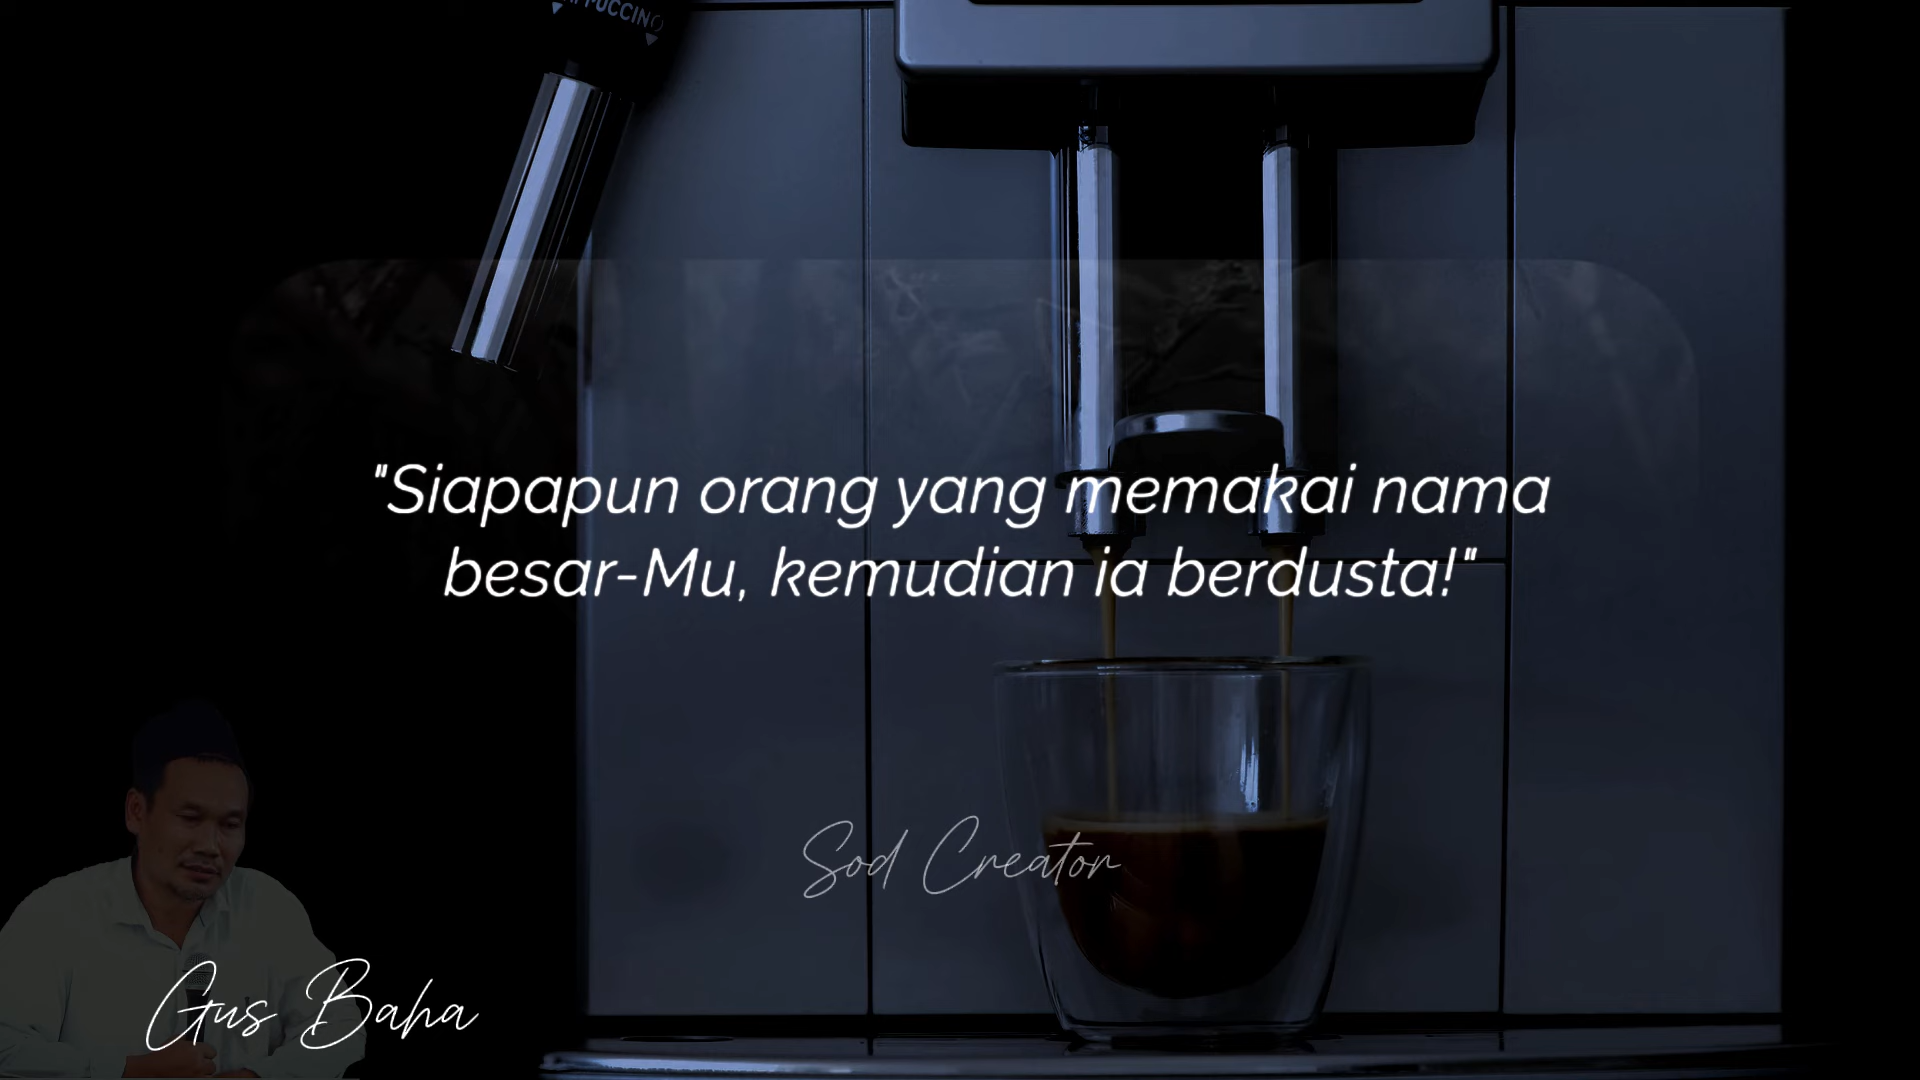 "Siapapun orang yang memakai nama
besar-Mu, kemudian ia berdusta!"
Sod Creator
Gus Baha